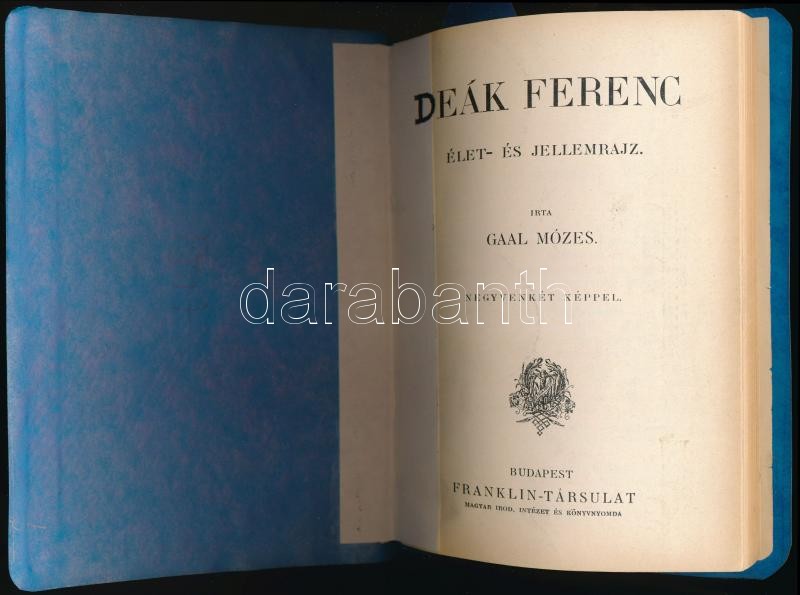 DEÁK FERENC
ÉLET- ÉS JELLEMRAJZ.
IRTA
GAAL MÓZES.
NEGYVENKÉT KÉPPEL.
darabanth
BUDAPEST
FRANKLIN-TÁRSULAT
MAGYAR IROD. INTÉZET ÉS KÖNYVNYOMDA